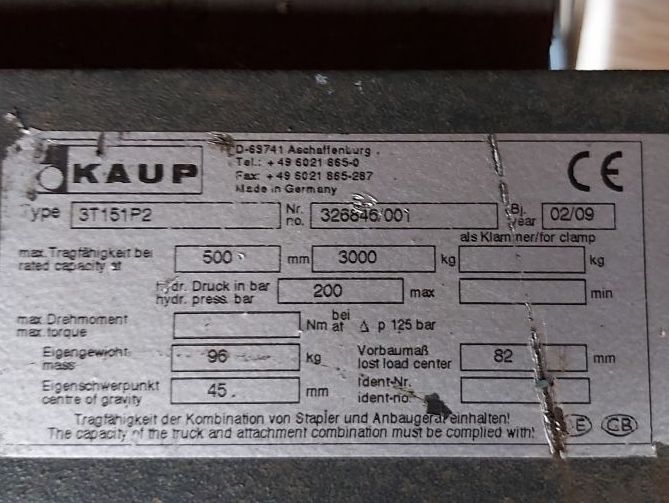 KAUP
D-63741 Aschaffenburg
Tel.: +49 6021 865-0
Fax: +49 6021 865-287
Made in Germany
CE
Type 3T151P2 Nr. no. 326846/001 Bj. year 02/09
als Klammer/for clamp
max. Tragfähigkeit bei rated capacity at 500 mm 3000 kg kg
hydr. Druck in bar hydr. press. bar 200 max min
max. Drehmoment max. torque Nm bei at Δ p 125 bar
Eigengewicht mass 96 kg Vorbaumaß lost load center 82 mm
Eigenschwerpunkt centre of gravity 45 mm Ident-Nr. ident-no.
Tragfähigkeit der Kombination von Stapler und Anbaugerät einhalten!
The capacity of the truck and attachment combination must be complied with! E GB